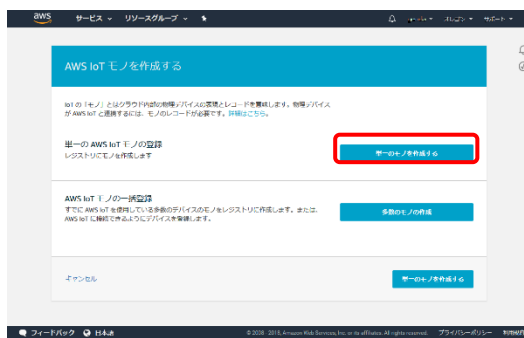 aws サービス リソースグループ
サポート
AWS IoT モノを作成する
IoT の「モノ」とはクラウド内部の物理デバイスの表現とレコードを意味します。物理デバイス
が AWS IoT と連携するには、モノのレコードが必要です。詳細はこちら。
単一の AWS IoT モノの登録
レジストリにモノを作成します
単一のモノを作成する
AWS IoT モノの一括登録
すでに AWS IoT を使用している多数のデバイスのモノをレジストリに作成します。または、
AWS IoT に接続できるようにデバイスを登録します。
多数のモノの作成
キャンセル
単一のモノを作成する
フィードバック 日本語
© 2008 - 2018, Amazon Web Services, Inc. or its affiliates. All rights reserved. プライバシーポリシー